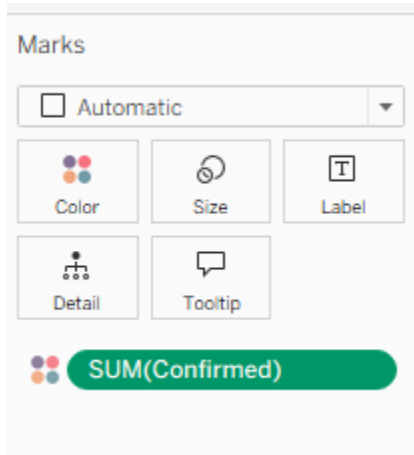 Marks
Automatic
Color
Size
T
Label
Detail
Tooltip
SUM(Confirmed)